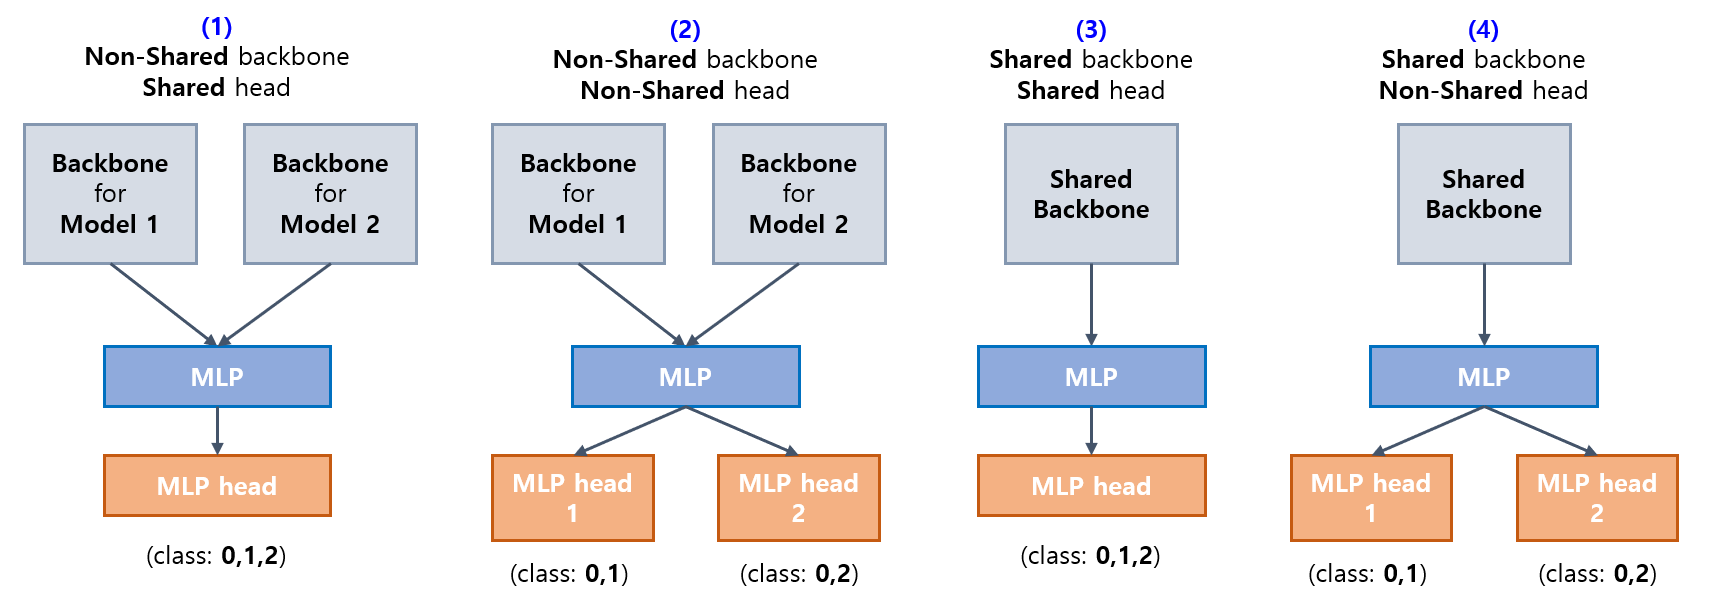 (1)
Non-Shared backbone
Shared head
Backbone
for
Model 1
Backbone
for
Model 2
MLP
MLP head
(class: 0,1,2)
(2)
Non-Shared backbone
Non-Shared head
Backbone
for
Model 1
Backbone
for
Model 2
MLP
MLP head
1
MLP head
2
(class: 0,1)
(class: 0,2)
(3)
Shared backbone
Shared head
Shared
Backbone
MLP
MLP head
(class: 0,1,2)
(4)
Shared backbone
Non-Shared head
Shared
Backbone
MLP
MLP head
1
MLP head
2
(class: 0,1)
(class: 0,2)